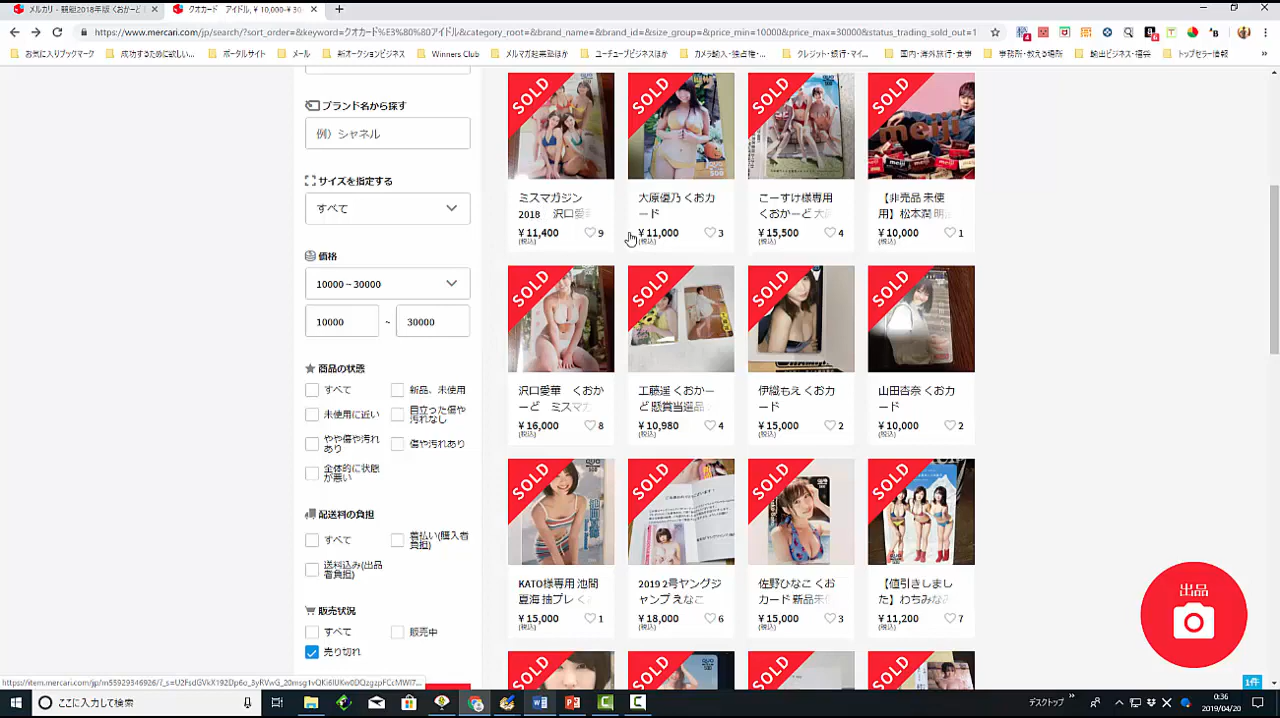 メルカリ - 競艇2018年版 くおかーど
クオカード アイドル, ¥ 10,000-¥ 30
https://www.mercari.com/jp/search/?sort_order=&keyword=クオカード%E3%80%80アイドル&category_root=&brand_name=&brand_id=&size_group=&price_min=10000&price_max=30000&status_trading_sold_out=1
お気に入りブックマーク
成功するために欲しい...
ポータルサイト
メール
新オークションビジネス
Winner Club
メルマガ起業塾ほか
ユーチューブビジネスほか
カメラ輸入・独占権・...
クレジット・銀行・マイ...
国内・海外旅行・食事
事務所・教える場所
輸出ビジネス・福袋
トップセラー情報
»
ブランド名から探す
例）シャネル
サイズを指定する
すべて
価格
10000 ~ 30000
10000 ~ 30000
商品の状態
すべて 新品、未使用
未使用に近い 目立った傷や汚れなし
やや傷や汚れあり 傷や汚れあり
全体的に状態が悪い
配送料の負担
すべて 着払い(購入者負担)
送料込み(出品者負担)
販売状況
すべて 販売中
売り切れ
SOLD SOLD SOLD SOLD
ミスマガジン
2018 沢口愛華
¥ 11,400 9
(税込)
大原優乃 くおカ
ード
¥ 11,000 3
(税込)
こーすけ様専用
くおかーど 大
¥ 15,500 4
(税込)
meiji
【非売品 未使
用】松本潤 明治
¥ 10,000 1
(税込)
SOLD SOLD SOLD SOLD
沢口愛華 くおか
ーど ミスマガ
¥ 16,000 8
(税込)
工藤遥 くおかー
ど 懸賞当選品
¥ 10,980 4
(税込)
伊織もえ くおカ
ード
¥ 15,000 2
(税込)
山田杏奈 くおカ
ード
¥ 10,000 2
(税込)
SOLD SOLD SOLD SOLD
KATO様専用 池間
夏海 抽プレ く
¥ 15,000 1
(税込)
2019 2号ヤングジ
ャンプ えなこ
¥ 18,000 6
(税込)
佐野ひなこ くお
カード 新品未使
¥ 15,000 3
(税込)
【値引きしまし
た】わちみなみ
¥ 11,200 7
(税込)
SOLD SOLD SOLD SOLD
出品
1件
ここに入力して検索
デスクトップ
0:36
2019/04/20